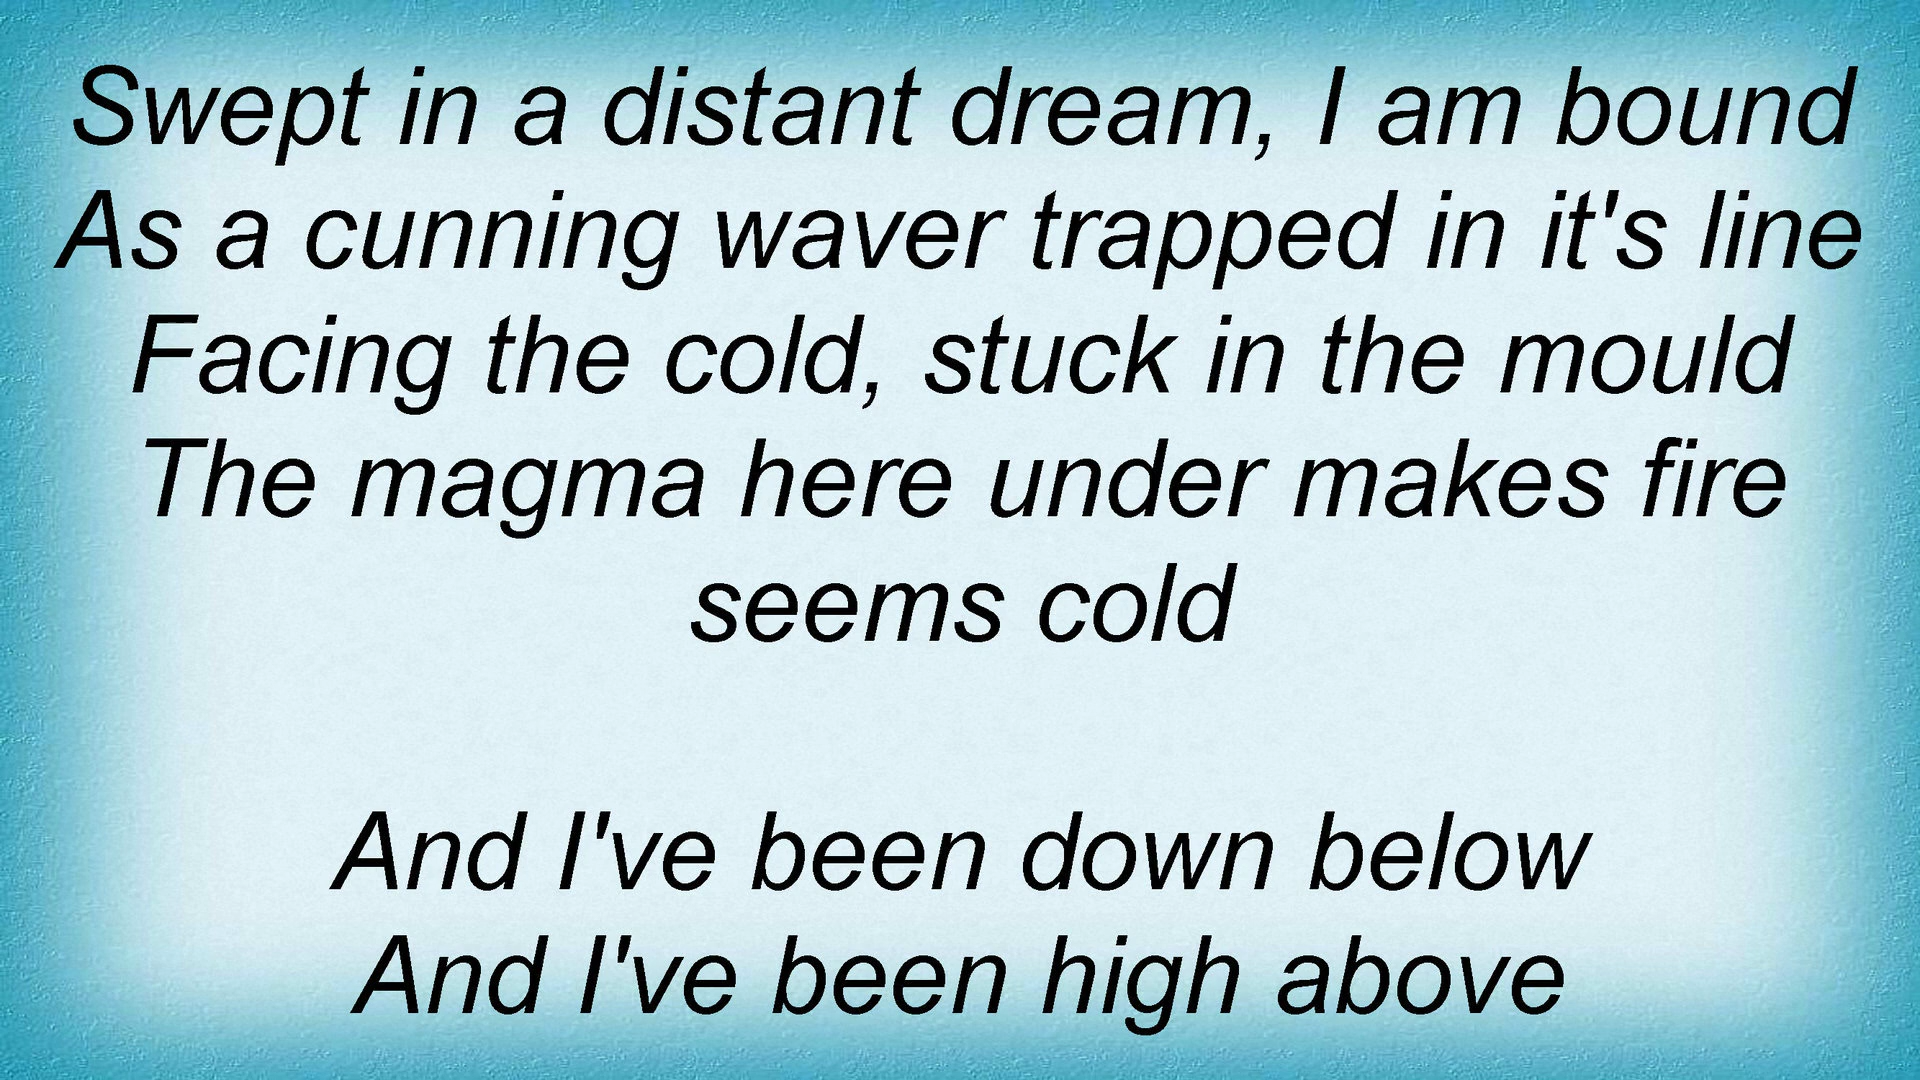 Swept in a distant dream, I am bound
As a cunning waver trapped in it's line
Facing the cold, stuck in the mould
The magma here under makes fire
seems cold
And I've been down below
And I've been high above